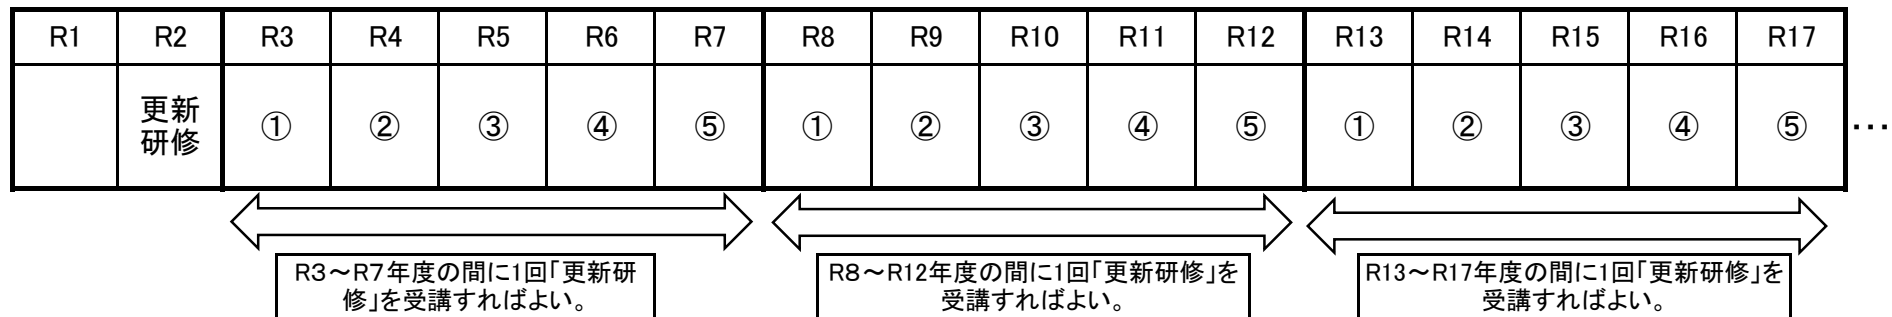 R1 R2 R3 R4 R5 R6 R7 R8 R9 R10 R11 R12 R13 R14 R15 R16 R17
更新
研修
① ② ③ ④ ⑤ ① ② ③ ④ ⑤ ① ② ③ ④ ⑤ …
R3～R7年度の間に1回「更新研
修」を受講すればよい。
R8～R12年度の間に1回「更新研修」を
受講すればよい。
R13～R17年度の間に1回「更新研修」を
受講すればよい。